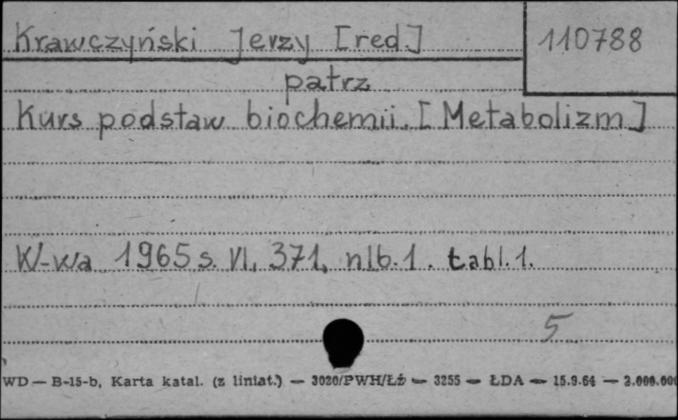 Krawczyński Jerzy [red]
110788
patrz
Kurs podstaw biochemii. [Metabolizm]
W-wa 1965 s. VI, 371, nlb. 1. tabl. 1.
5
WD — B-15-b, Karta katal. (z liniat.) — 3020/PWH/Łź — 3255 — ŁDA — 15.9.64 — 2.000.000